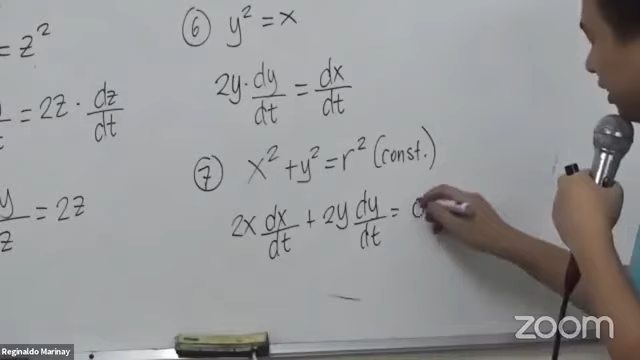 = z²
= 2z · dz/dt
= 2z
⑥ y² = x
2y · dy/dt = dx/dt
⑦ x² + y² = r² (const.)
2x dx/dt + 2y dy/dt = 0
zoom
Reginaldo Marinay